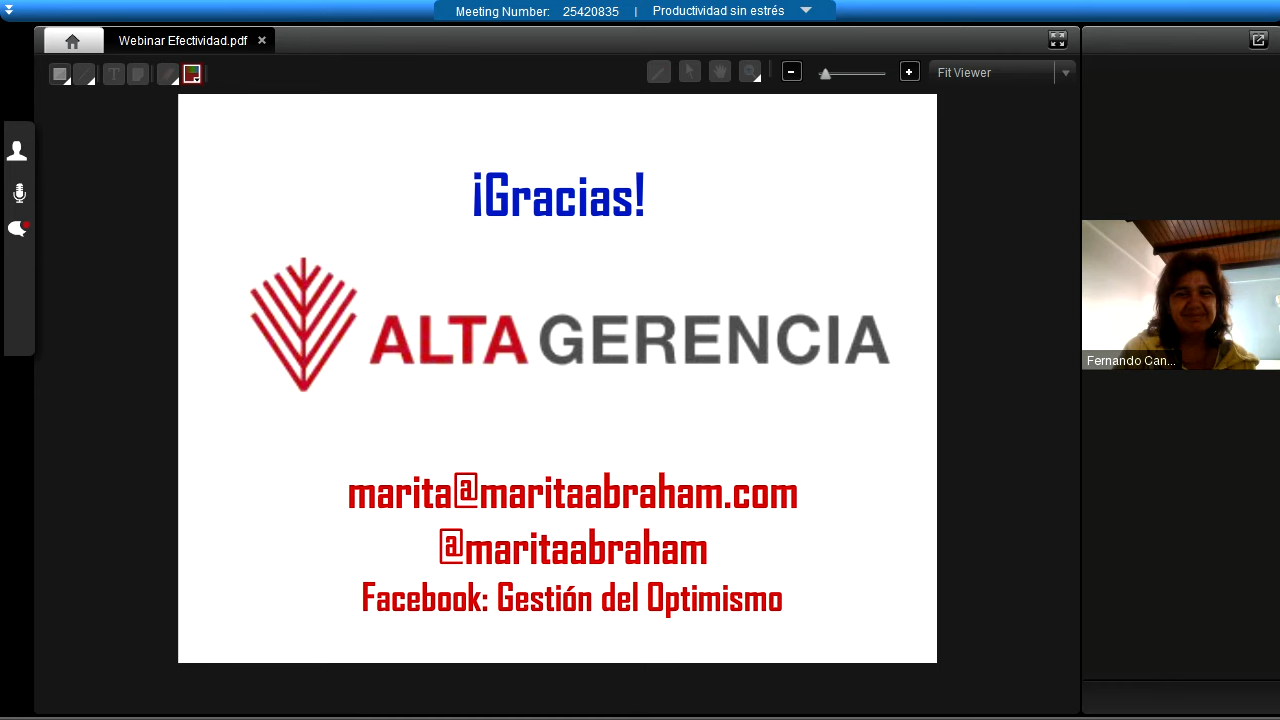 Meeting Number: 25420835 | Productividad sin estrés
Webinar Efectividad.pdf
T
Fit Viewer
¡Gracias!
ALTA GERENCIA
Fernando Can...
marita@maritaabraham.com
@maritaabraham
Facebook: Gestión del Optimismo